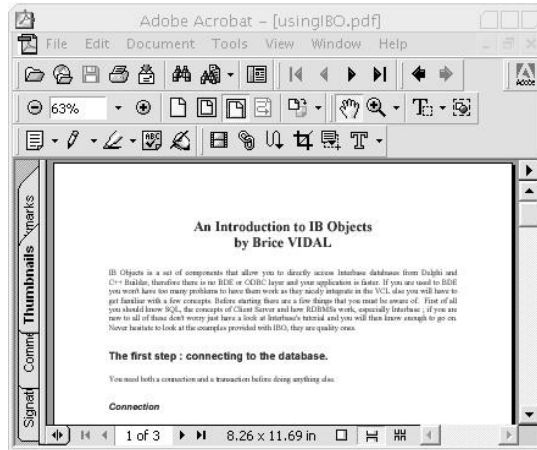 Adobe Acrobat – [usingIBO.pdf]
File Edit Document Tools View Window Help
Adobe
63%
An Introduction to IB Objects
by Brice VIDAL
IB Objects is a set of components that allow you to directly access Interbase databases from Delphi and
C++ Builder, therefore there is no BDE or ODBC layer and your application is faster. If you are used to BDE
you won't have too many problems to have them work as they nicely integrate in the VCL else you will have to
get familiar with a few concepts. Before starting there are a few things that you must be aware of. First of all
you should know SQL, the concepts of Client Server and how RDBMSs work, especially Interbase ; if you are
new to all of these don't worry just have a look at Interbase's tutorial and you will then know enough to go on.
Never hesitate to look at the examples provided with IBO, they are quality ones.
The first step : connecting to the database.
You need both a connection and a transaction before doing anything else.
Connection
marks
Thumbnails
Comme
Signat
1 of 3
8.26 x 11.69 in